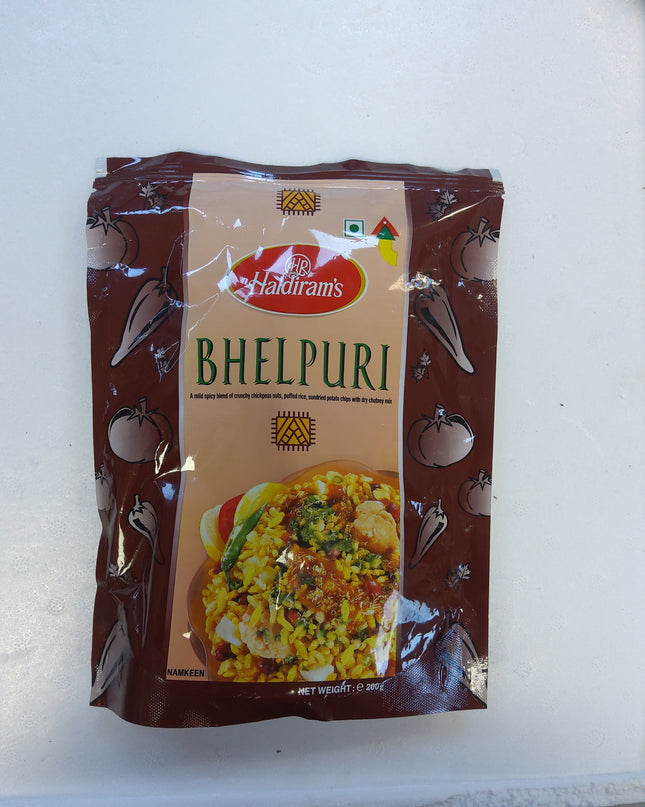 HR
Haldiram's
BHELPURI
A mild spicy blend of crunchy chickpeas nuts, puffed rice, sundried potato chips with dry chutney mix
NAMKEEN
NET WEIGHT : ℮ 200g